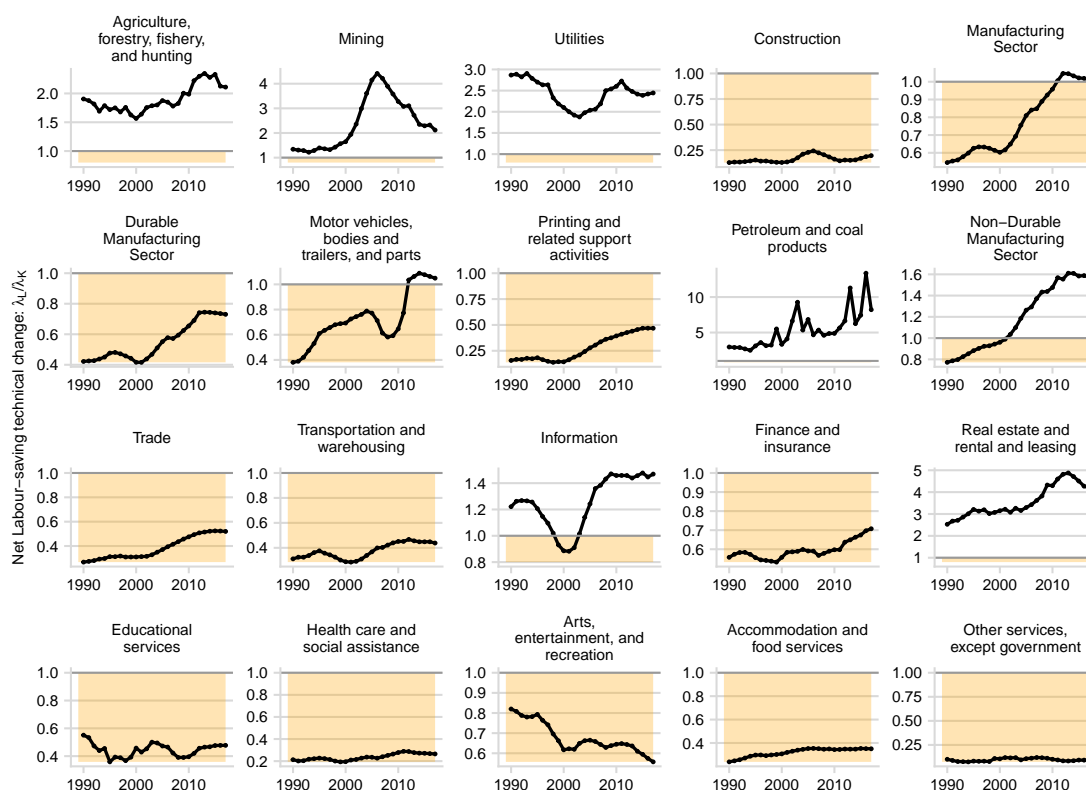 Agriculture,
forestry, fishery,
and hunting
2.0
1.5
1.0
1990 2000 2010
Mining
4
3
2
1
1990 2000 2010
Utilities
3.0
2.5
2.0
1.5
1.0
1990 2000 2010
Construction
1.00
0.75
0.50
0.25
1990 2000 2010
Manufacturing
Sector
1.0
0.8
0.6
1990 2000 2010
Net Labour−saving technical change: λL/λK
Durable
Manufacturing
Sector
1.0
0.8
0.6
0.4
1990 2000 2010
Motor vehicles,
bodies and
trailers, and parts
1.0
0.8
0.6
0.4
1990 2000 2010
Printing and
related support
activities
1.00
0.75
0.50
0.25
1990 2000 2010
Petroleum and coal
products
10
5
1990 2000 2010
Non−Durable
Manufacturing
Sector
1.6
1.4
1.2
1.0
0.8
1990 2000 2010
Trade
1.0
0.8
0.6
0.4
1990 2000 2010
Transportation and
warehousing
1.0
0.8
0.6
0.4
1990 2000 2010
Information
1.4
1.2
1.0
0.8
1990 2000 2010
Finance and
insurance
1.0
0.9
0.8
0.7
0.6
1990 2000 2010
Real estate and
rental and leasing
5
4
3
2
1
1990 2000 2010
Educational
services
1.0
0.8
0.6
0.4
1990 2000 2010
Health care and
social assistance
1.0
0.8
0.6
0.4
0.2
1990 2000 2010
Arts,
entertainment, and
recreation
1.0
0.9
0.8
0.7
0.6
1990 2000 2010
Accommodation and
food services
1.0
0.8
0.6
0.4
1990 2000 2010
Other services,
except government
1.00
0.75
0.50
0.25
1990 2000 2010